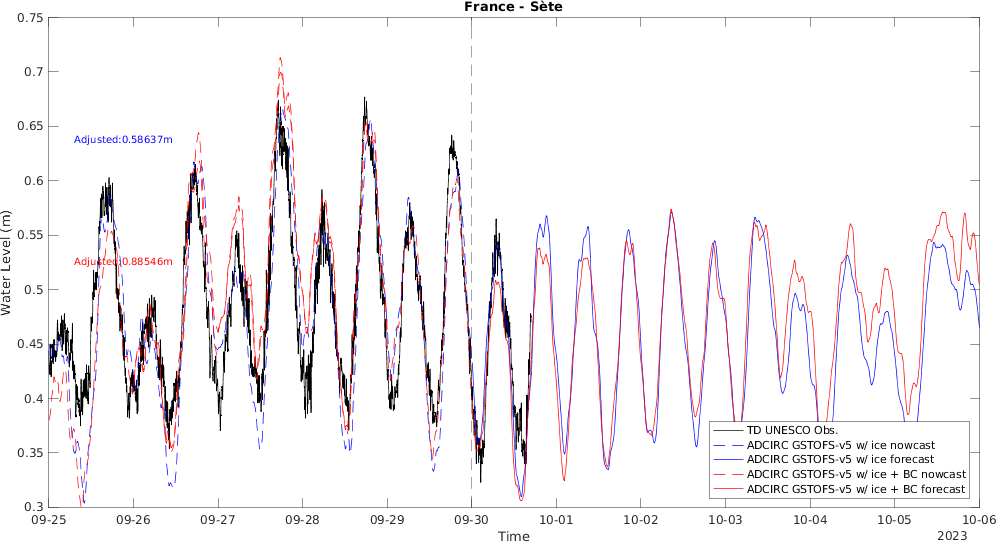 France - Sète
0.75
0.7
0.65
0.6
0.55
0.5
0.45
0.4
0.35
0.3
Water Level (m)
Adjusted:0.58637m
Adjusted:0.88546m
TD UNESCO Obs.
ADCIRC GSTOFS-v5 w/ ice nowcast
ADCIRC GSTOFS-v5 w/ ice forecast
ADCIRC GSTOFS-v5 w/ ice + BC nowcast
ADCIRC GSTOFS-v5 w/ ice + BC forecast
09-25 09-26 09-27 09-28 09-29 09-30 10-01 10-02 10-03 10-04 10-05 10-06
Time
2023